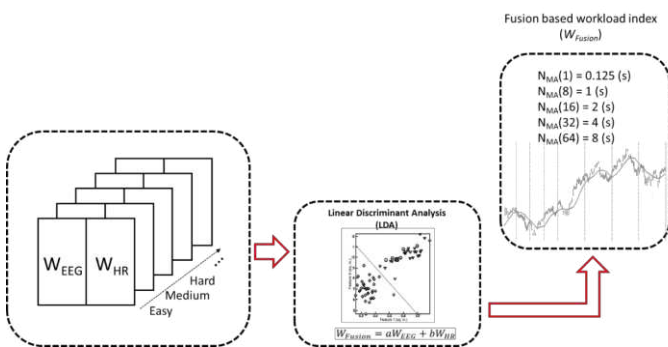 Fusion based workload index
(W_Fusion)
N_MA(1) = 0.125 (s)
N_MA(8) = 1 (s)
N_MA(16) = 2 (s)
N_MA(32) = 4 (s)
N_MA(64) = 8 (s)
W_EEG W_HR
Hard
Medium
Easy
...
Linear Discriminant Analysis
(LDA)
W_Fusion = aW_EEG + bW_HR